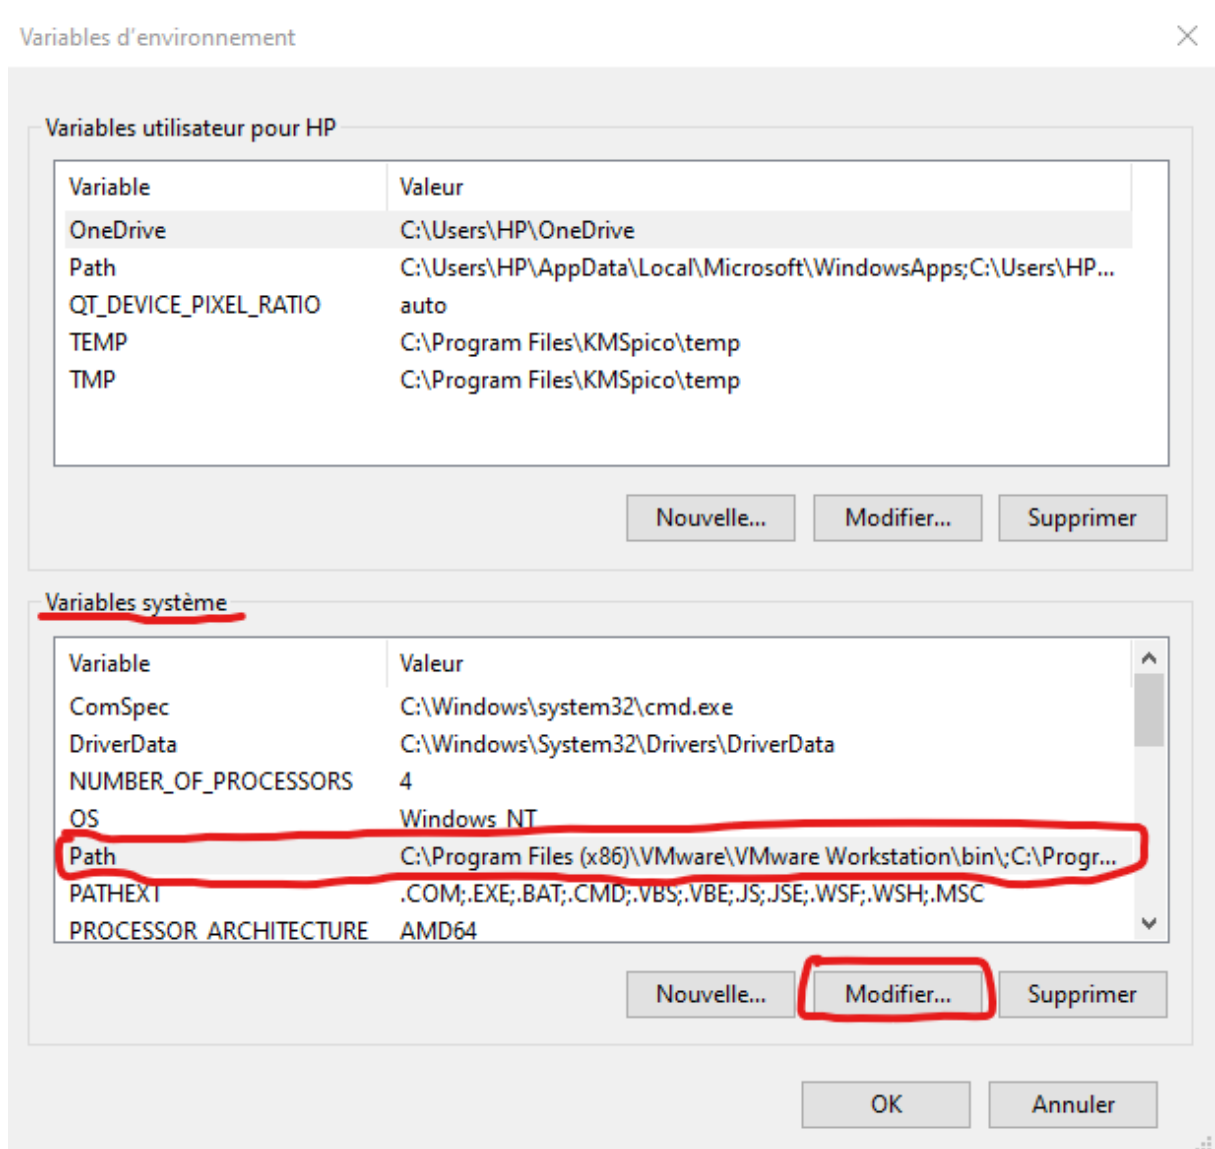 Variables d'environnement
Variables utilisateur pour HP
Variable Valeur
OneDrive C:\Users\HP\OneDrive
Path C:\Users\HP\AppData\Local\Microsoft\WindowsApps;C:\Users\HP...
QT_DEVICE_PIXEL_RATIO auto
TEMP C:\Program Files\KMSpico\temp
TMP C:\Program Files\KMSpico\temp
Nouvelle... Modifier... Supprimer
Variables système
Variable Valeur
ComSpec C:\Windows\system32\cmd.exe
DriverData C:\Windows\System32\Drivers\DriverData
NUMBER_OF_PROCESSORS 4
OS Windows_NT
Path C:\Program Files (x86)\VMware\VMware Workstation\bin\;C:\Progr...
PATHEXT .COM;.EXE;.BAT;.CMD;.VBS;.VBE;.JS;.JSE;.WSF;.WSH;.MSC
PROCESSOR_ARCHITECTURE AMD64
Nouvelle... Modifier... Supprimer
OK Annuler